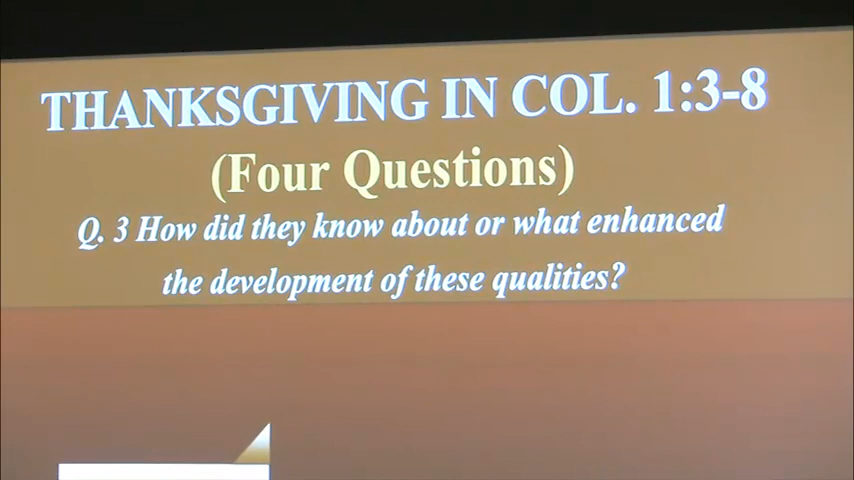 THANKSGIVING IN COL. 1:3-8
(Four Questions)
Q. 3 How did they know about or what enhanced
the development of these qualities?